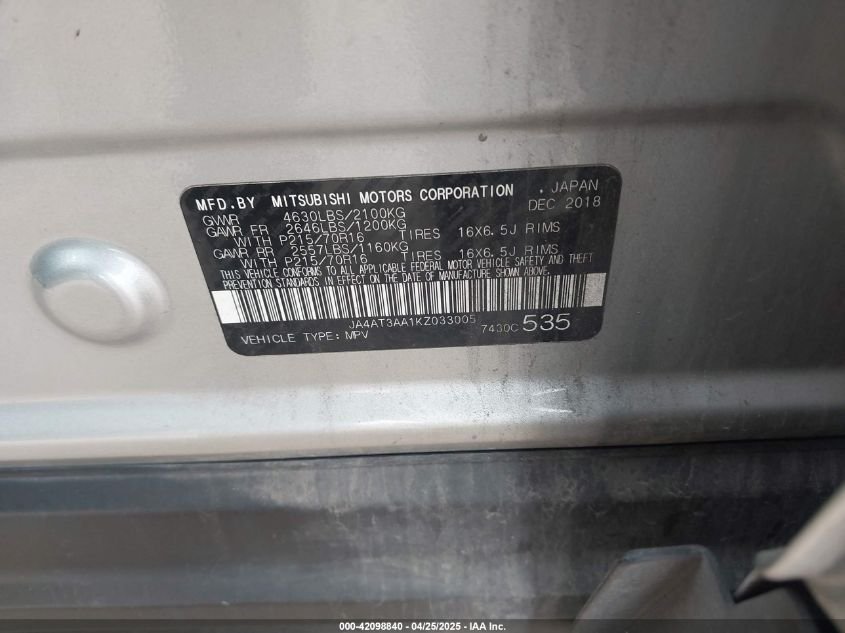 MFD.BY MITSUBISHI MOTORS CORPORATION . JAPAN
GVWR 4630LBS/2100KG DEC 2018
GAWR FR 2646LBS/1200KG
WITH P215/70R16 TIRES 16X6.5J RIMS
GAWR RR 2557LBS/1160KG
WITH P215/70R16 TIRES 16X6.5J RIMS
THIS VEHICLE CONFORMS TO ALL APPLICABLE FEDERAL MOTOR VEHICLE SAFETY AND THEFT
PREVENTION STANDARDS IN EFFECT ON THE DATE OF MANUFACTURE SHOWN ABOVE.
JA4AT3AA1KZ033005
VEHICLE TYPE: MPV 7430C 535
000-42098840 - 04/25/2025 - IAA Inc.